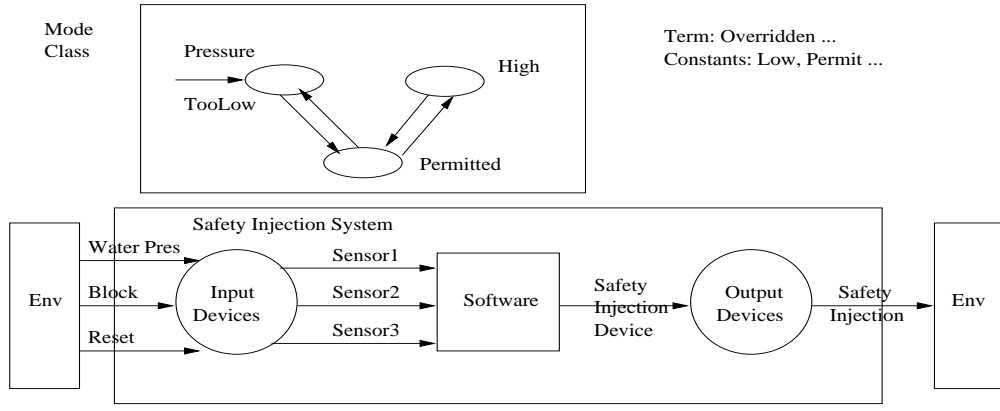 Mode
Class
Pressure
TooLow
High
Permitted
Term: Overridden ...
Constants: Low, Permit ...
Safety Injection System
Env
Water Pres
Block
Reset
Input
Devices
Sensor1
Sensor2
Sensor3
Software
Safety
Injection
Device
Output
Devices
Safety
Injection
Env